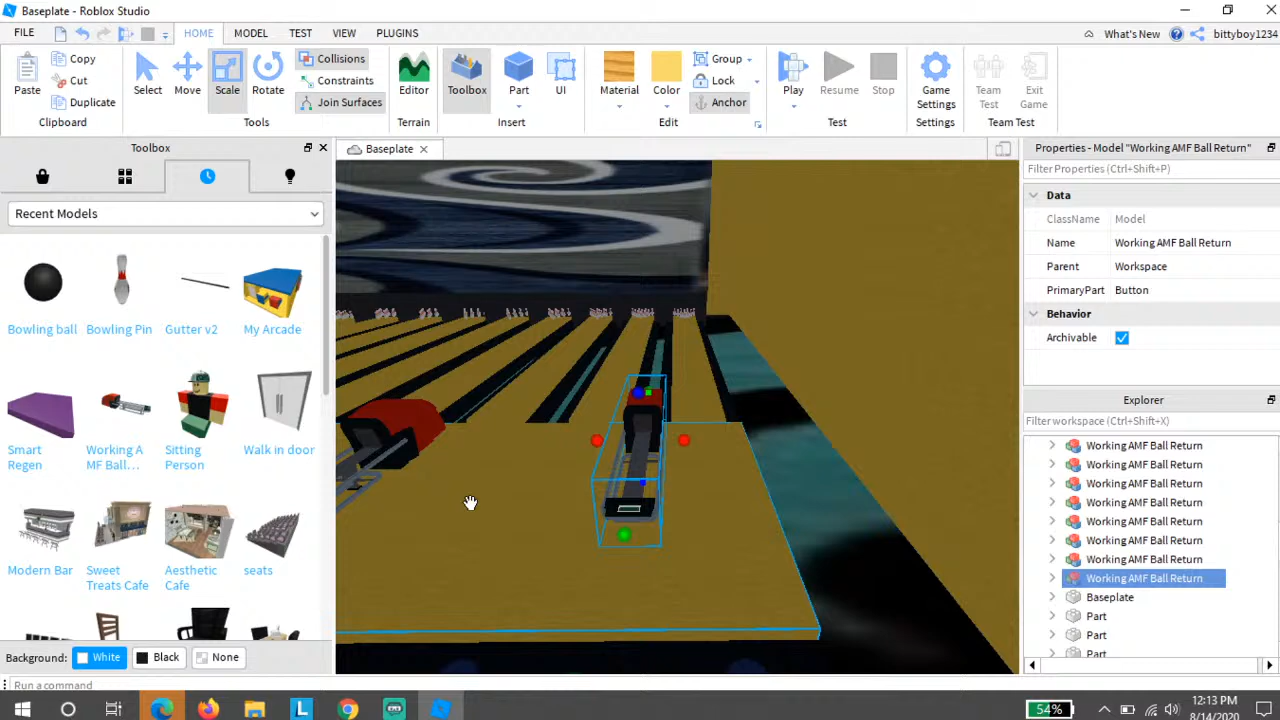 Baseplate - Roblox Studio
FILE HOME MODEL TEST VIEW PLUGINS What's New bittyboy1234
Paste Copy Cut Duplicate Clipboard
Select Move Scale Rotate Collisions Constraints Join Surfaces Tools
Editor Terrain
Toolbox Part UI Insert
Material Color Group Lock Anchor Edit
Play Resume Stop Test
Game Settings Settings
Team Test Exit Game Team Test
Toolbox
Recent Models
Bowling ball Bowling Pin Gutter v2 My Arcade
Smart Regen Working A MF Ball... Sitting Person Walk in door
Modern Bar Sweet Treats Cafe Aesthetic Cafe seats
Background: White Black None
Run a command
Baseplate
Properties - Model "Working AMF Ball Return"
Filter Properties (Ctrl+Shift+P)
Data
ClassName Model
Name Working AMF Ball Return
Parent Workspace
PrimaryPart Button
Behavior
Archivable
Explorer
Filter workspace (Ctrl+Shift+X)
Working AMF Ball Return
Working AMF Ball Return
Working AMF Ball Return
Working AMF Ball Return
Working AMF Ball Return
Working AMF Ball Return
Working AMF Ball Return
Working AMF Ball Return
Baseplate
Part
Part
Part
L
54%
12:13 PM
8/14/2020